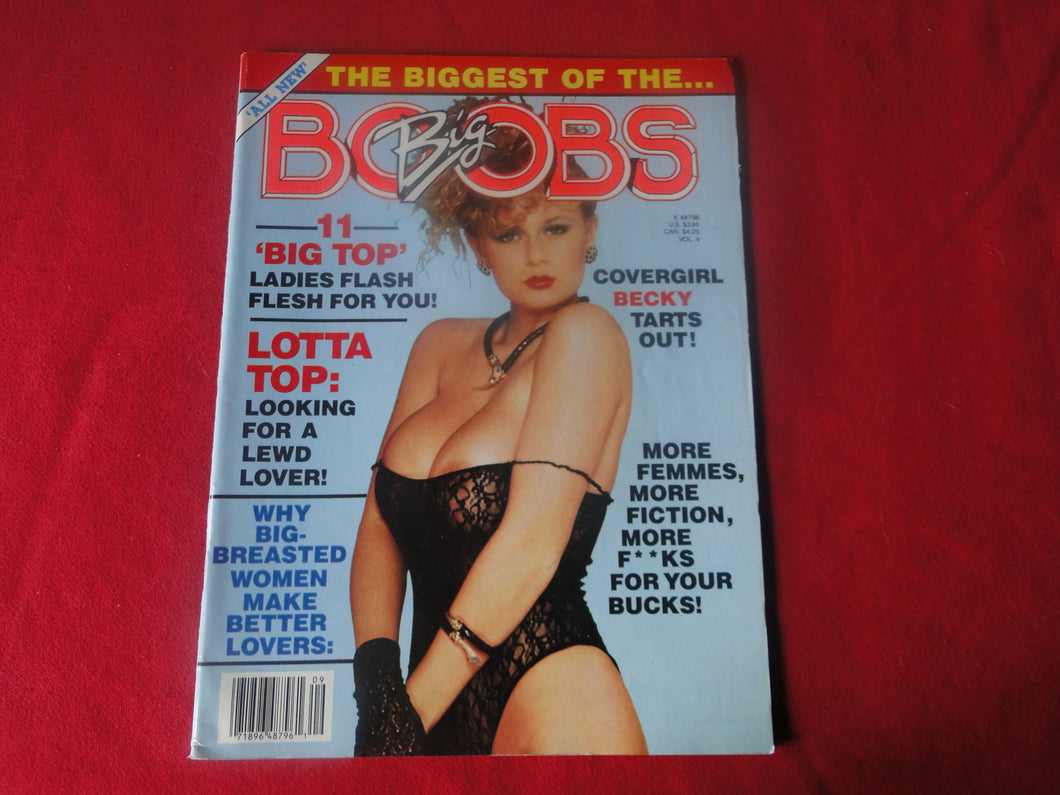 'ALL NEW'
THE BIGGEST OF THE...
BOOBS
Big
11
'BIG TOP'
LADIES FLASH
FLESH FOR YOU!
K 48796
U.S. $3.95
CAN. $4.25
VOL. 9
COVERGIRL
BECKY
TARTS
OUT!
LOTTA
TOP:
LOOKING
FOR A
LEWD
LOVER!
MORE
FEMMES,
MORE
FICTION,
MORE
F**KS
FOR YOUR
BUCKS!
WHY
BIG-
BREASTED
WOMEN
MAKE
BETTER
LOVERS:
09
71896 48796 1